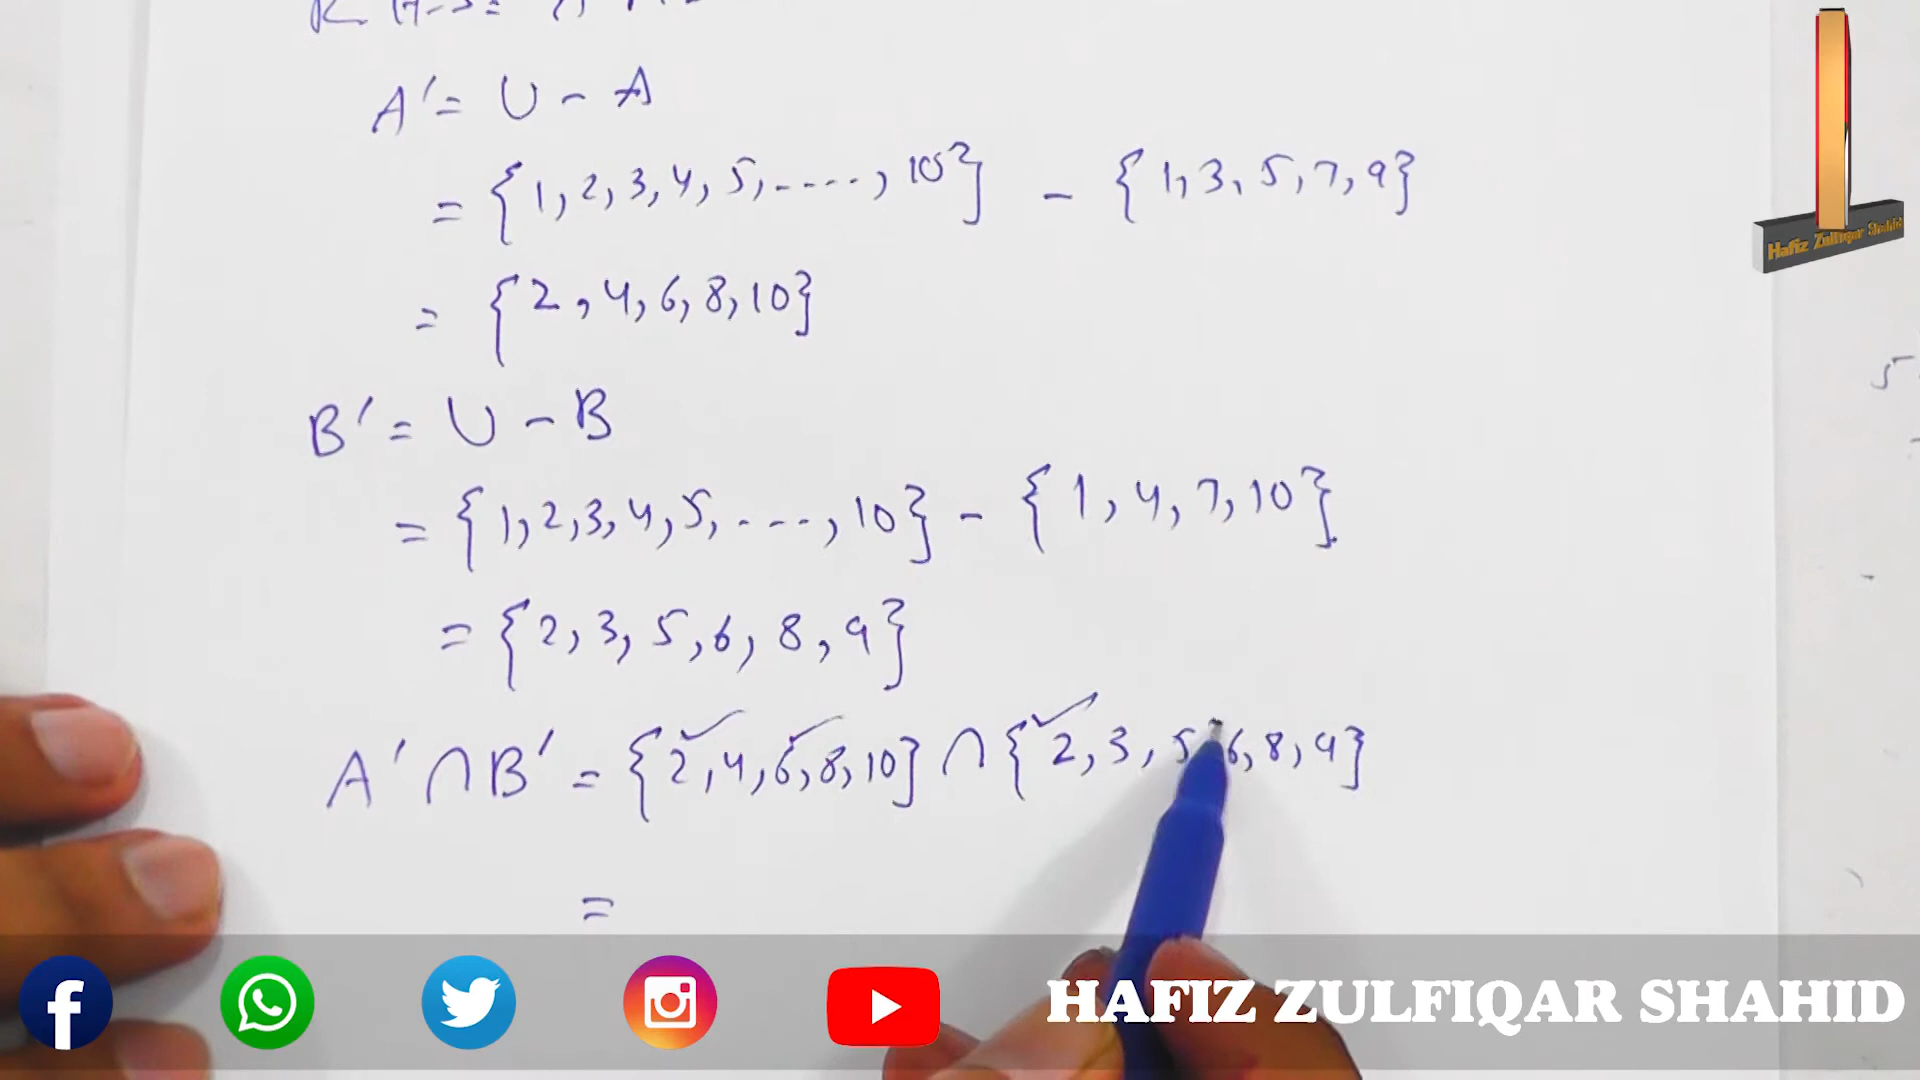 A' = U - A
= {1, 2, 3, 4, 5, ....., 10} - {1, 3, 5, 7, 9}
= {2, 4, 6, 8, 10}
B' = U - B
= {1, 2, 3, 4, 5, ...., 10} - {1, 4, 7, 10}
= {2, 3, 5, 6, 8, 9}
A' ∩ B' = {2, 4, 6, 8, 10} ∩ {2, 3, 5, 6, 8, 9}
=
Hafiz Zulfiqar Shahid
HAFIZ ZULFIQAR SHAHID